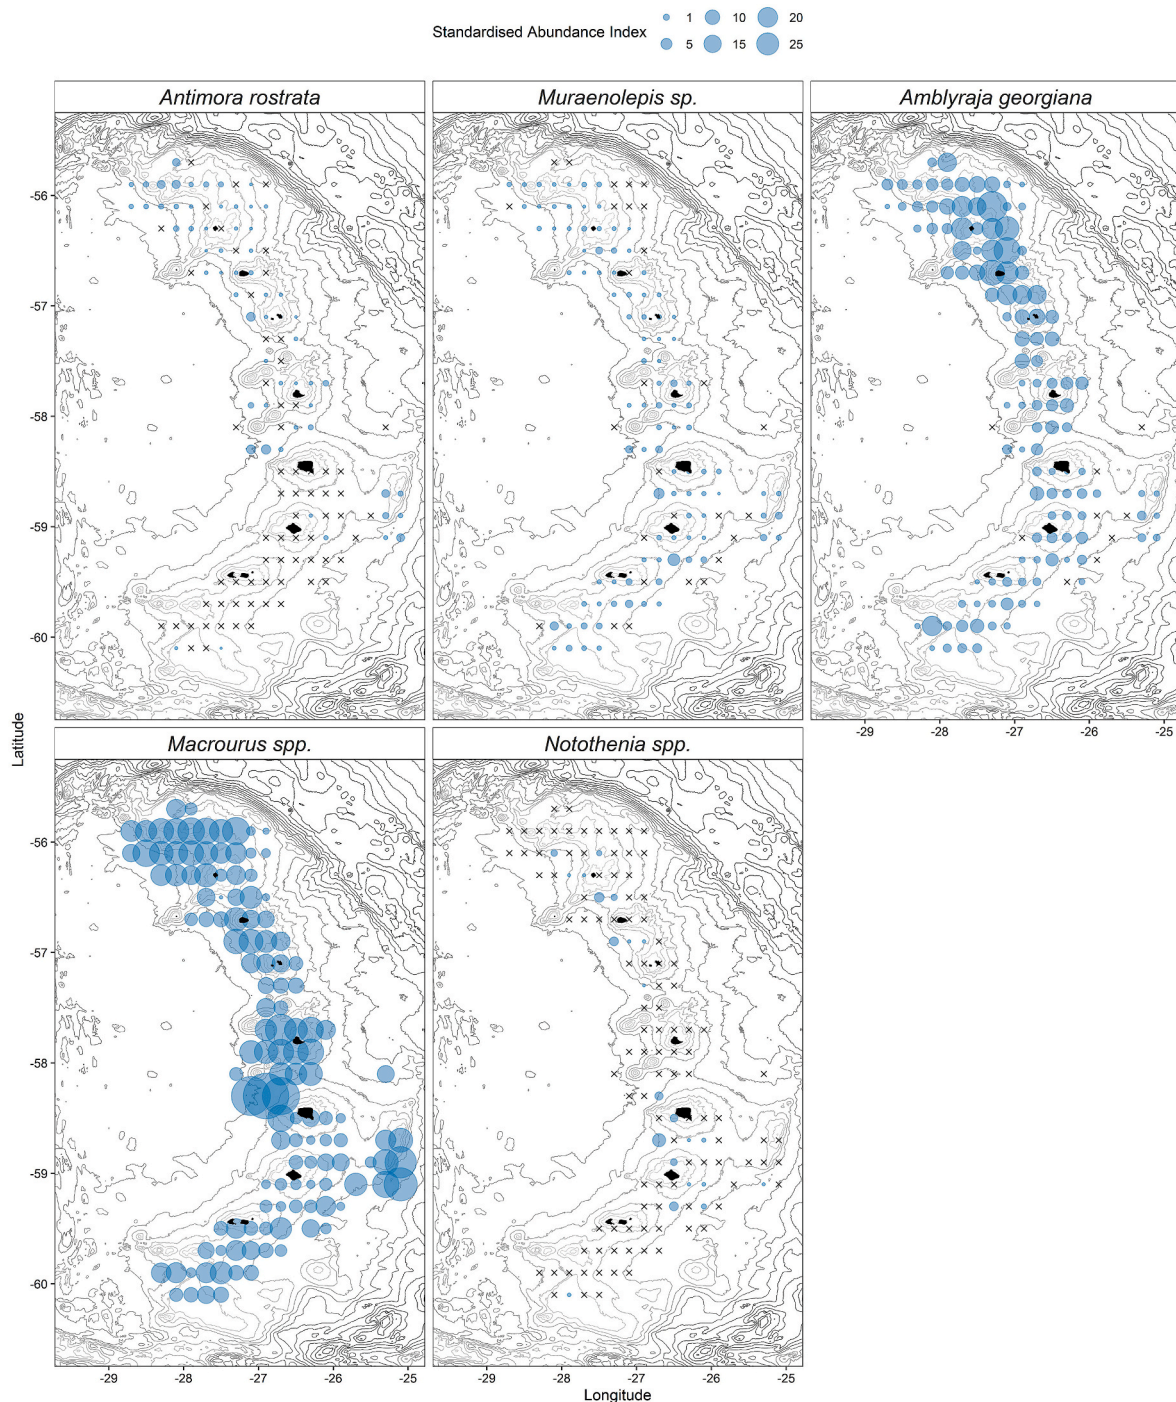 Standardised Abundance Index
1 10 20
5 15 25
Antimora rostrata
Muraenolepis sp.
Amblyraja georgiana
-56
-57
-58
-59
-60
-29 -28 -27 -26 -25
Latitude
Macrourus spp.
Notothenia spp.
-56
-57
-58
-59
-60
-29 -28 -27 -26 -25
-29 -28 -27 -26 -25
Longitude